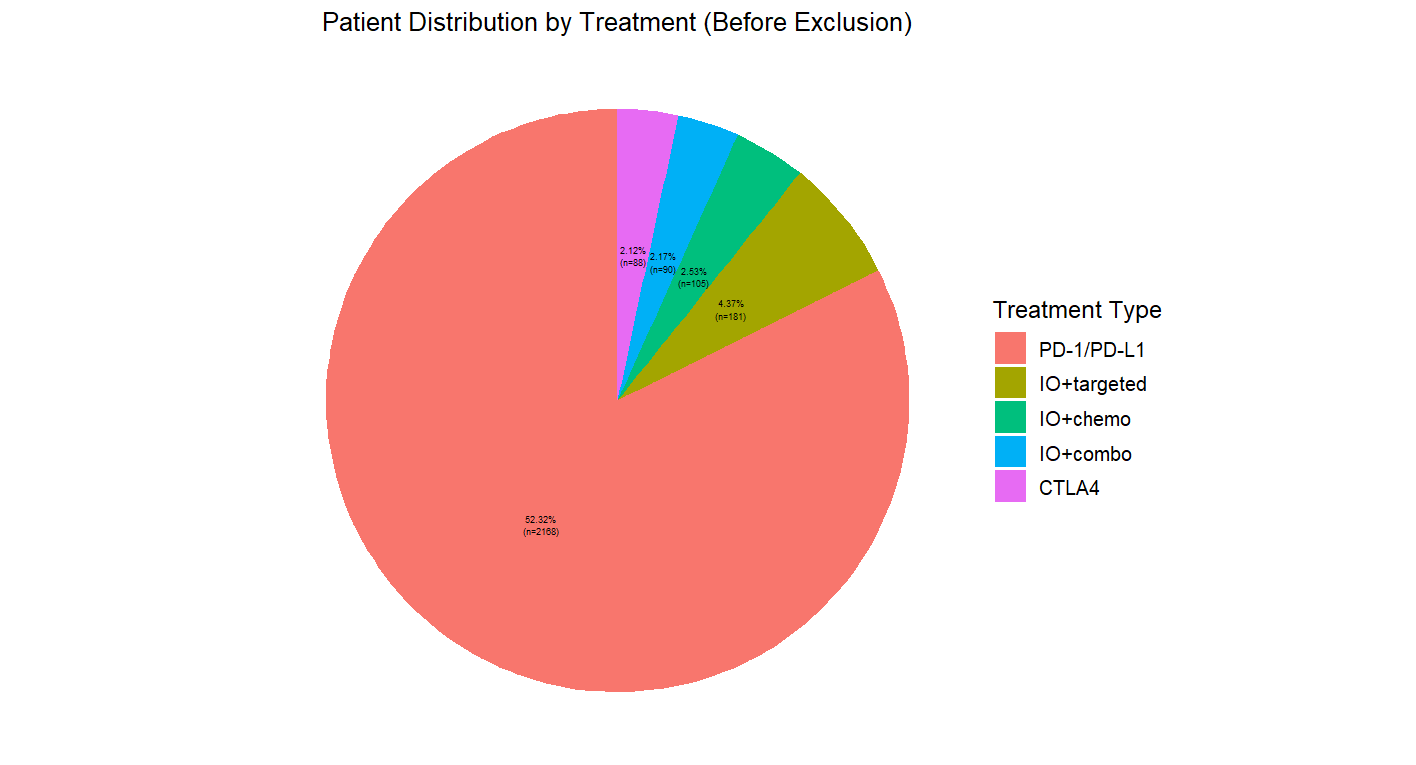 Patient Distribution by Treatment (Before Exclusion)
2.12%
(n=88)
2.17%
(n=90)
2.53%
(n=105)
4.37%
(n=181)
52.32%
(n=2168)
Treatment Type
PD-1/PD-L1
IO+targeted
IO+chemo
IO+combo
CTLA4